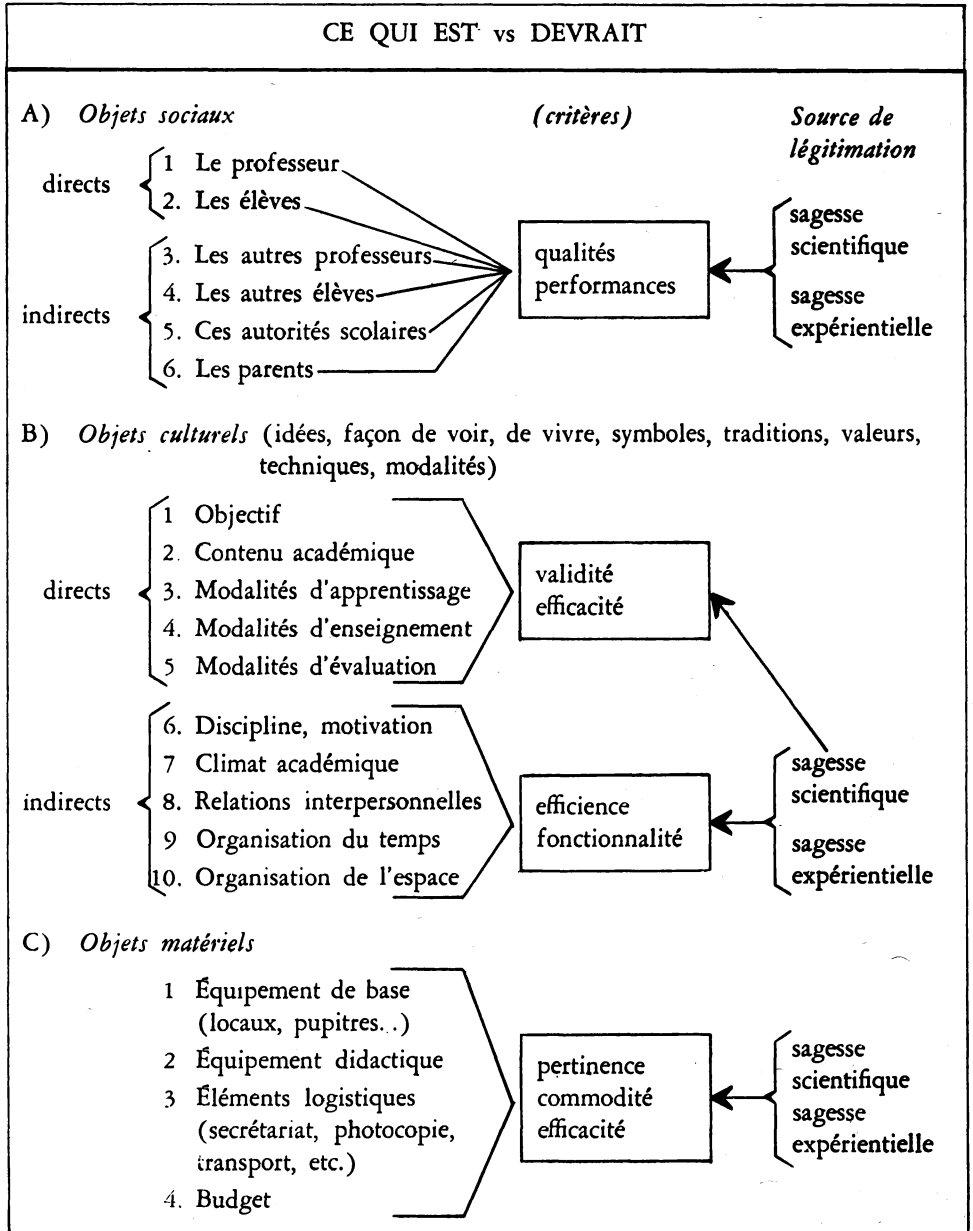 CE QUI EST vs DEVRAIT
A) Objets sociaux
(critères)
Source de
légitimation
directs
1 Le professeur
2. Les élèves
indirects
3. Les autres professeurs
4. Les autres élèves
5. Ces autorités scolaires
6. Les parents
qualités
performances
sagesse
scientifique
sagesse
expérientielle
B) Objets culturels (idées, façon de voir, de vivre, symboles, traditions, valeurs,
techniques, modalités)
directs
1 Objectif
2. Contenu académique
3. Modalités d'apprentissage
4. Modalités d'enseignement
5 Modalités d'évaluation
validité
efficacité
indirects
6. Discipline, motivation
7 Climat académique
8. Relations interpersonnelles
9 Organisation du temps
10. Organisation de l'espace
efficience
fonctionnalité
sagesse
scientifique
sagesse
expérientielle
C) Objets matériels
1 Équipement de base
(locaux, pupitres..)
2 Équipement didactique
3 Éléments logistiques
(secrétariat, photocopie,
transport, etc.)
4. Budget
pertinence
commodité
efficacité
sagesse
scientifique
sagesse
expérientielle